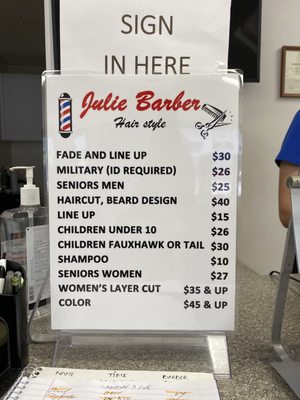 SIGN
IN HERE
Julie Barber
Hair style
FADE AND LINE UP $30
MILITARY (ID REQUIRED) $26
SENIORS MEN $25
HAIRCUT, BEARD DESIGN $40
LINE UP $15
CHILDREN UNDER 10 $26
CHILDREN FAUXHAWK OR TAIL $30
SHAMPOO $10
SENIORS WOMEN $27
WOMEN'S LAYER CUT $35 & UP
COLOR $45 & UP
NAME TIME BARBER